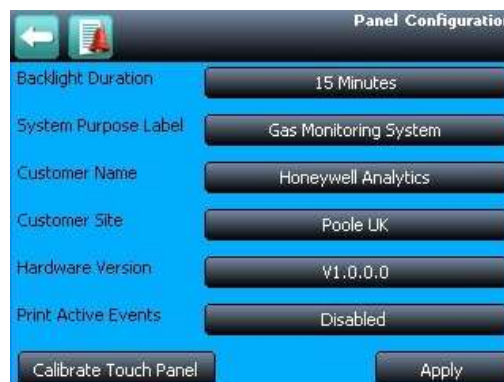 Panel Configuratio
Backlight Duration 15 Minutes
System Purpose Label Gas Monitoring System
Customer Name Honeywell Analytics
Customer Site Poole UK
Hardware Version V1.0.0.0
Print Active Events Disabled
Calibrate Touch Panel Apply